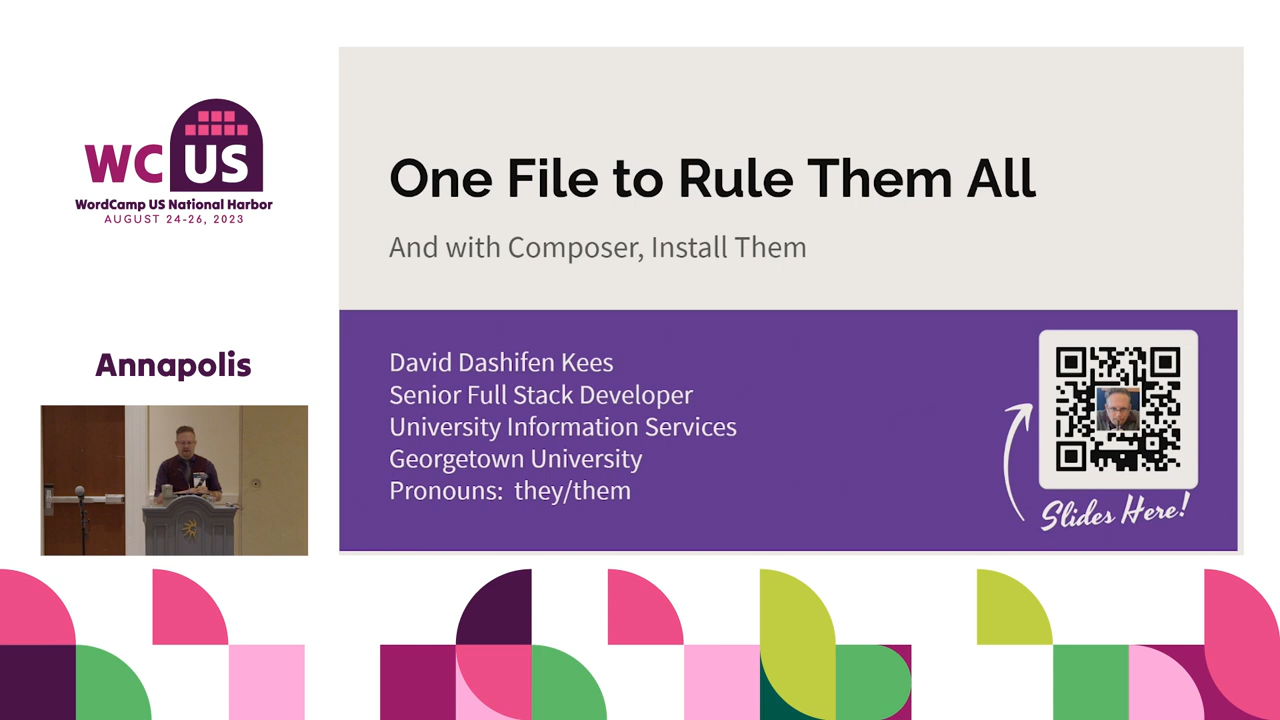 WC US
WordCamp US National Harbor
AUGUST 24-26, 2023
Annapolis
One File to Rule Them All
And with Composer, Install Them
David Dashifen Kees
Senior Full Stack Developer
University Information Services
Georgetown University
Pronouns: they/them
Slides Here!